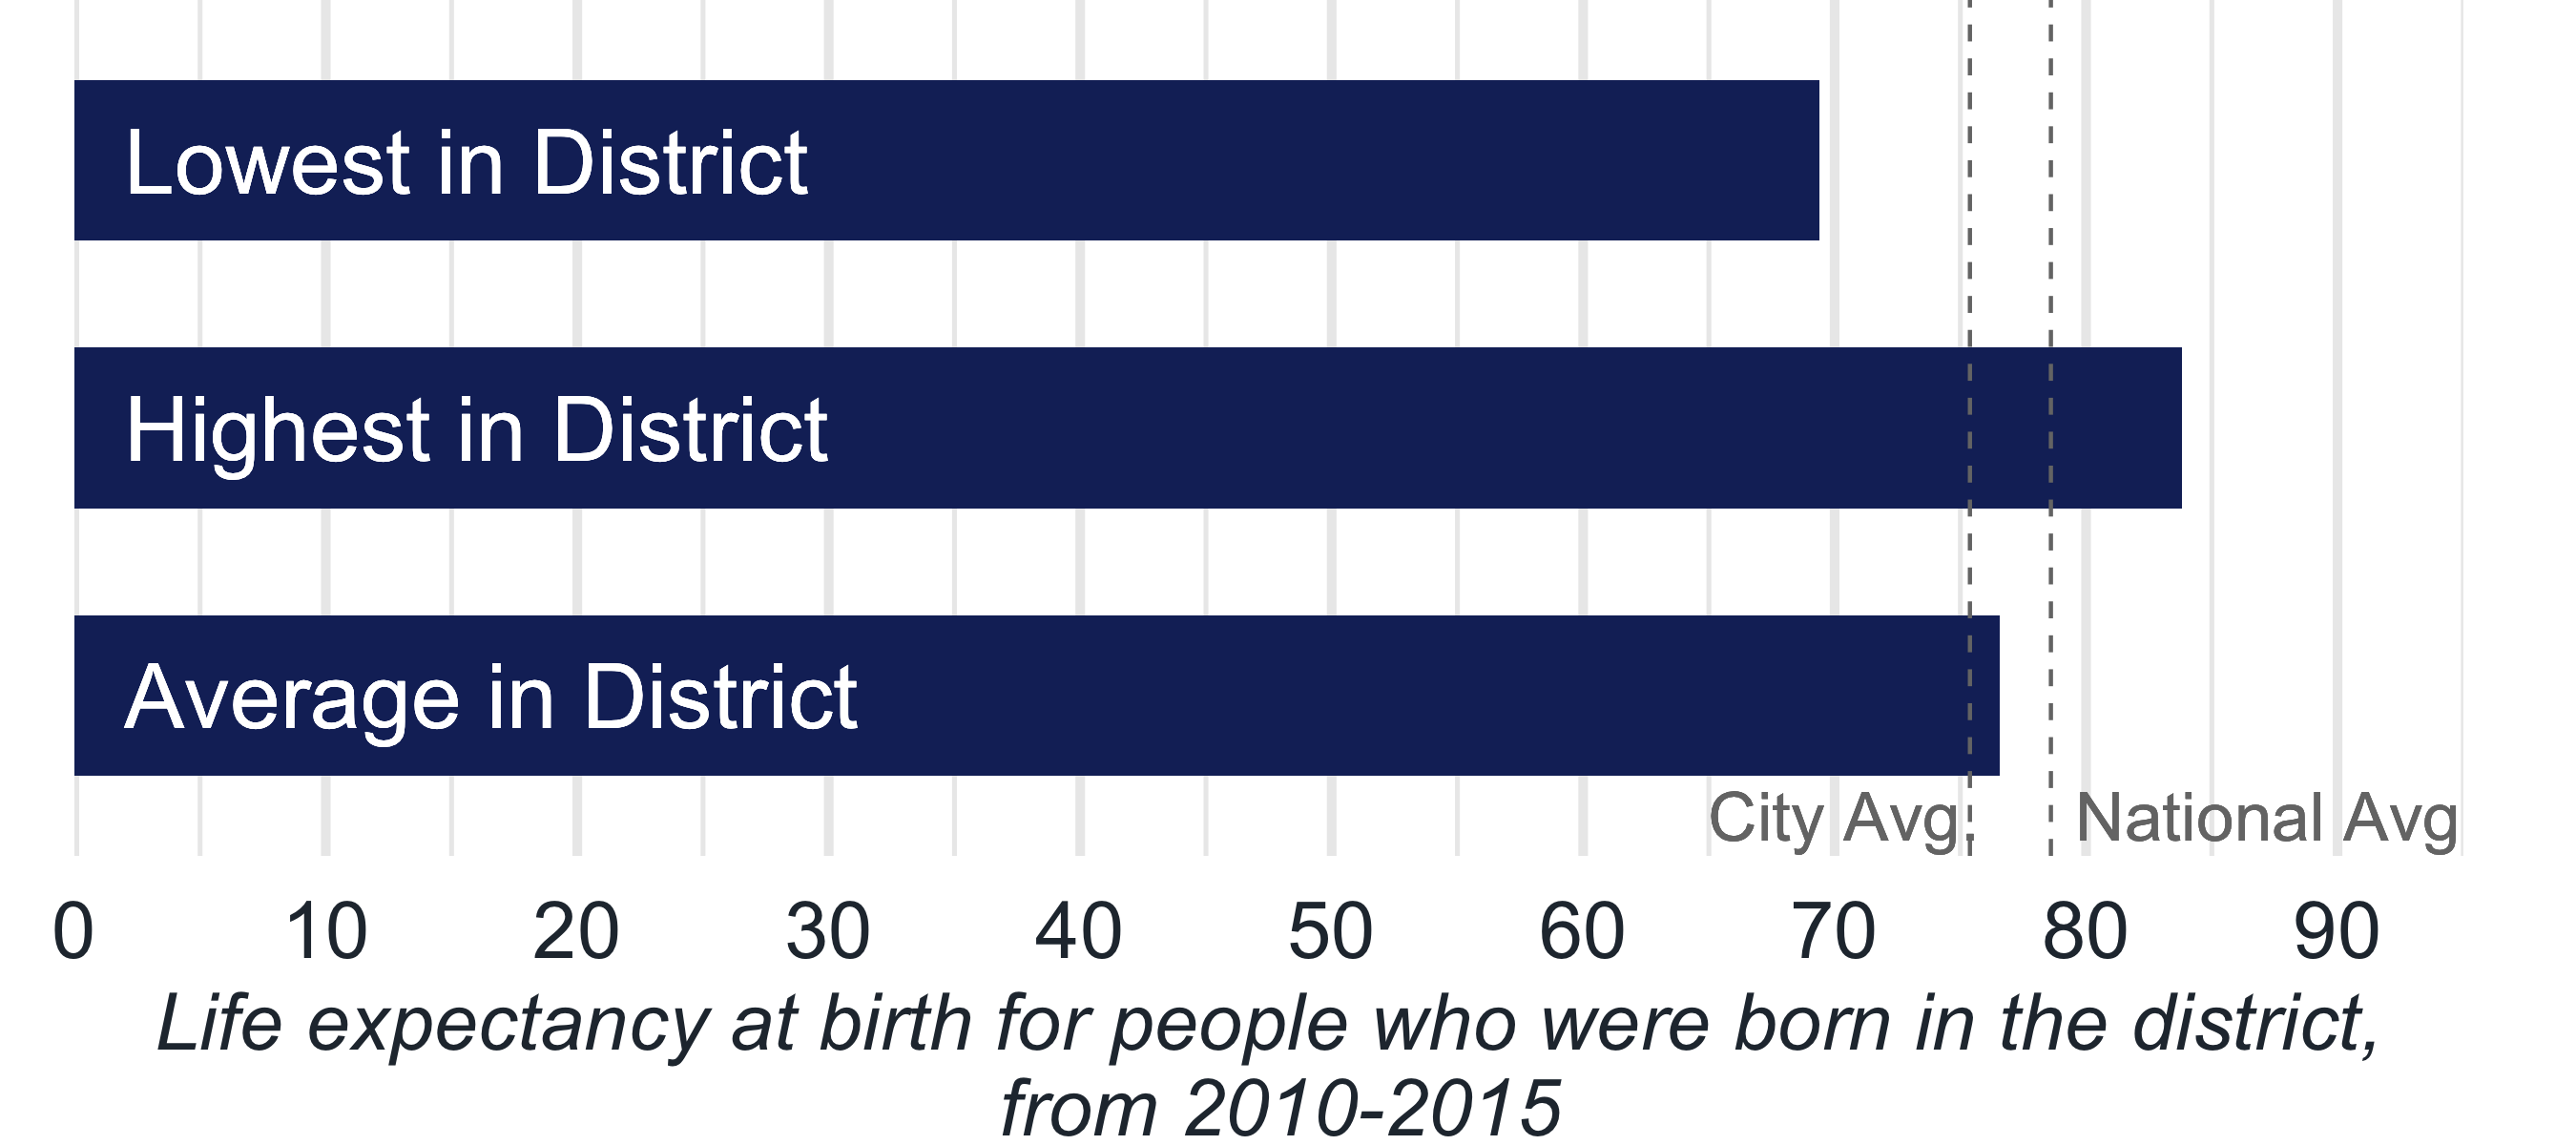 Lowest in District
Highest in District
Average in District
City Avg.
National Avg
0 10 20 30 40 50 60 70 80 90
Life expectancy at birth for people who were born in the district,
from 2010-2015